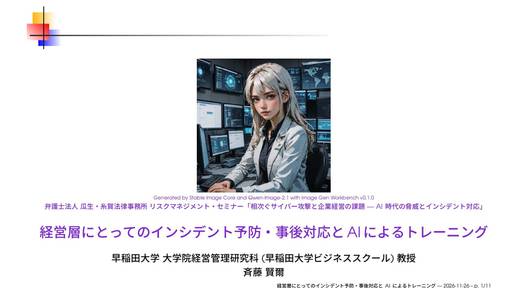 Generated by Stable Image Core and Qwen-Image-2.1 with Image Gen Workbench v0.1.0
弁護士法人 瓜生・糸賀法律事務所 リスクマネジメント・セミナー「相次ぐサイバー攻撃と企業経営の課題 — AI 時代の脅威とインシデント対応」
経営層にとってのインシデント予防・事後対応と AI によるトレーニング
早稲田大学 大学院経営管理研究科 (早稲田大学ビジネススクール) 教授
斉藤 賢爾
経営層にとってのインシデント予防・事後対応と AI によるトレーニング — 2026-11-26 – p. 1/11